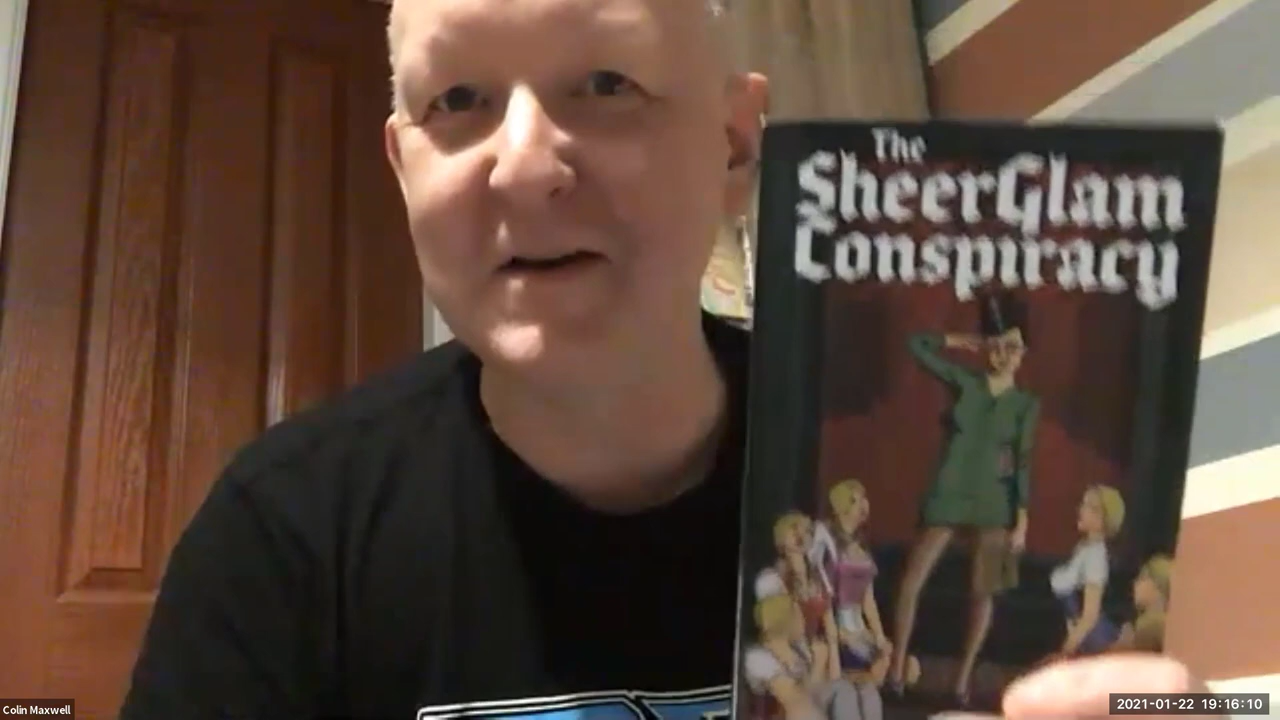 The
SheerGlam
Conspiracy
Colin Maxwell
2021-01-22 19:16:10